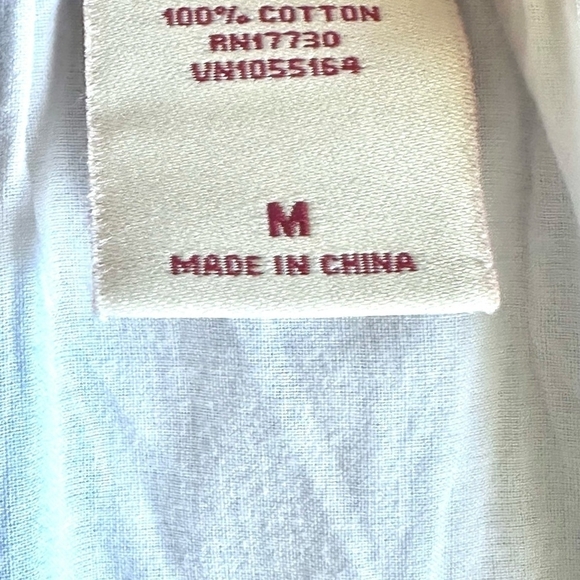 100% COTTON
RN17730
VN1055164
M
MADE IN CHINA